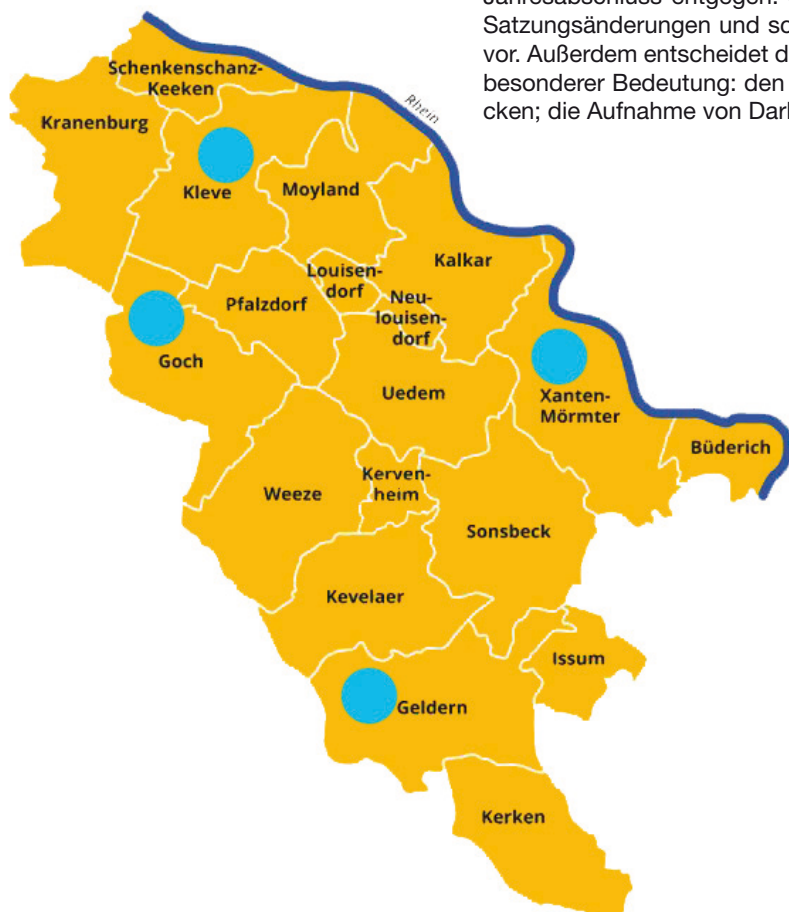 Jahresabschluss entgegen.
Satzungsänderungen und so
vor. Außerdem entscheidet d
besonderer Bedeutung: den
cken; die Aufnahme von Darl
Schenkenschanz-
Keeken
Rhein
Kranenburg
Kleve
Moyland
Louisen-
dorf
Kalkar
Pfalzdorf
Neu-
louisen-
dorf
Goch
Uedem
Xanten-
Mörmter
Büderich
Kerven-
heim
Weeze
Sonsbeck
Kevelaer
Issum
Geldern
Kerken